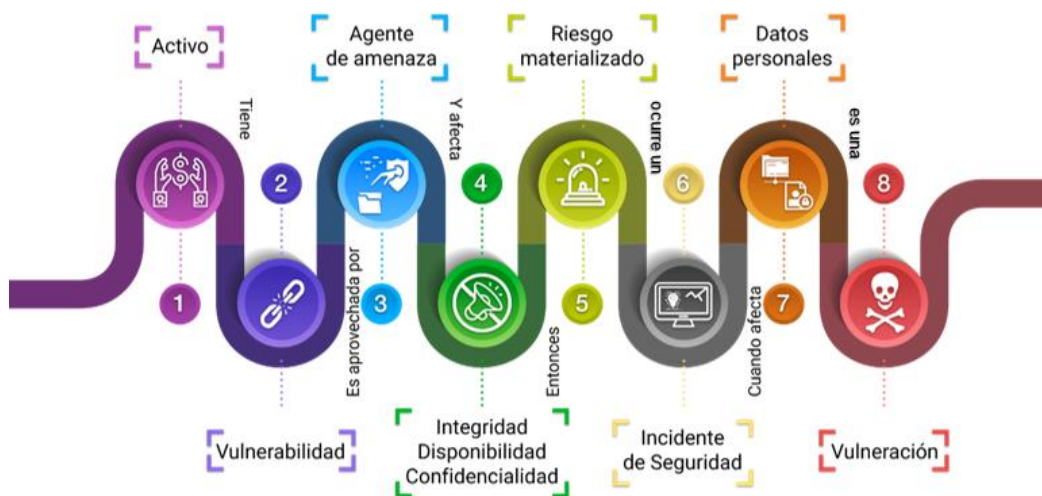 Activo
1
Tiene
2
Vulnerabilidad
Es aprovechada por
Agente
de amenaza
3
Y afecta
4
Integridad
Disponibilidad
Confidencialidad
Entonces
Riesgo
materializado
5
ocurre un
6
Incidente
de Seguridad
Cuando afecta
Datos
personales
7
es una
8
Vulneración